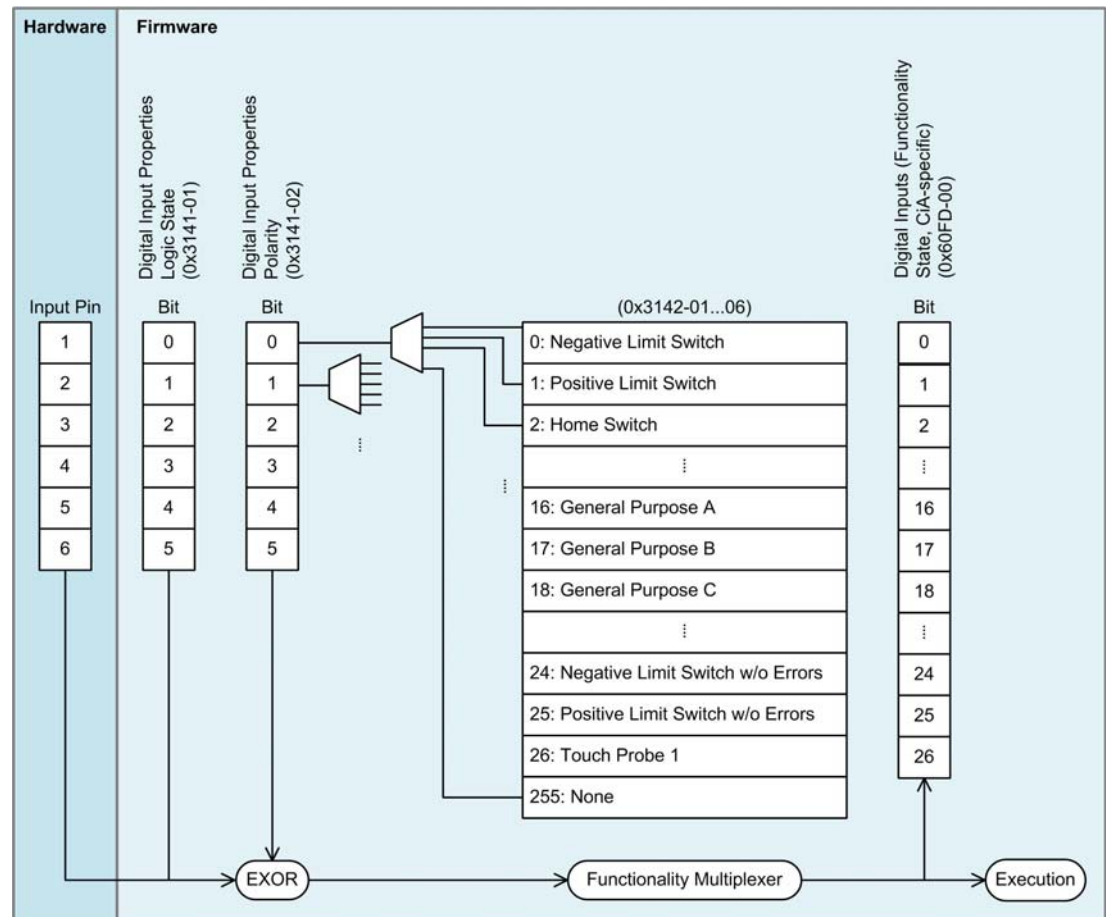 Hardware
Firmware
Digital Input Properties
Logic State
(0x3141-01)
Digital Input Properties
Polarity
(0x3141-02)
Digital Inputs (Functionality
State, CiA-specific)
(0x60FD-00)
Input Pin
Bit
Bit
(0x3142-01...06)
Bit
1
2
3
4
5
6
0
1
2
3
4
5
0
1
2
3
4
5
0: Negative Limit Switch
1: Positive Limit Switch
2: Home Switch
16: General Purpose A
17: General Purpose B
18: General Purpose C
24: Negative Limit Switch w/o Errors
25: Positive Limit Switch w/o Errors
26: Touch Probe 1
255: None
0
1
2
16
17
18
24
25
26
EXOR
Functionality Multiplexer
Execution